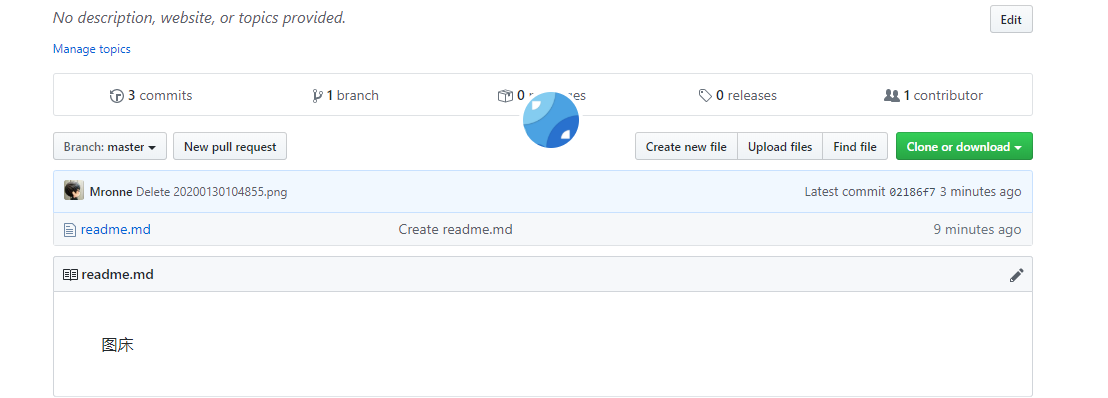 No description, website, or topics provided.
Edit
Manage topics
3 commits
1 branch
0
0 releases
1 contributor
Branch: master
New pull request
Create new file
Upload files
Find file
Clone or download
Mronne Delete 20200130104855.png
Latest commit 02186f7 3 minutes ago
readme.md
Create readme.md
9 minutes ago
readme.md
图床